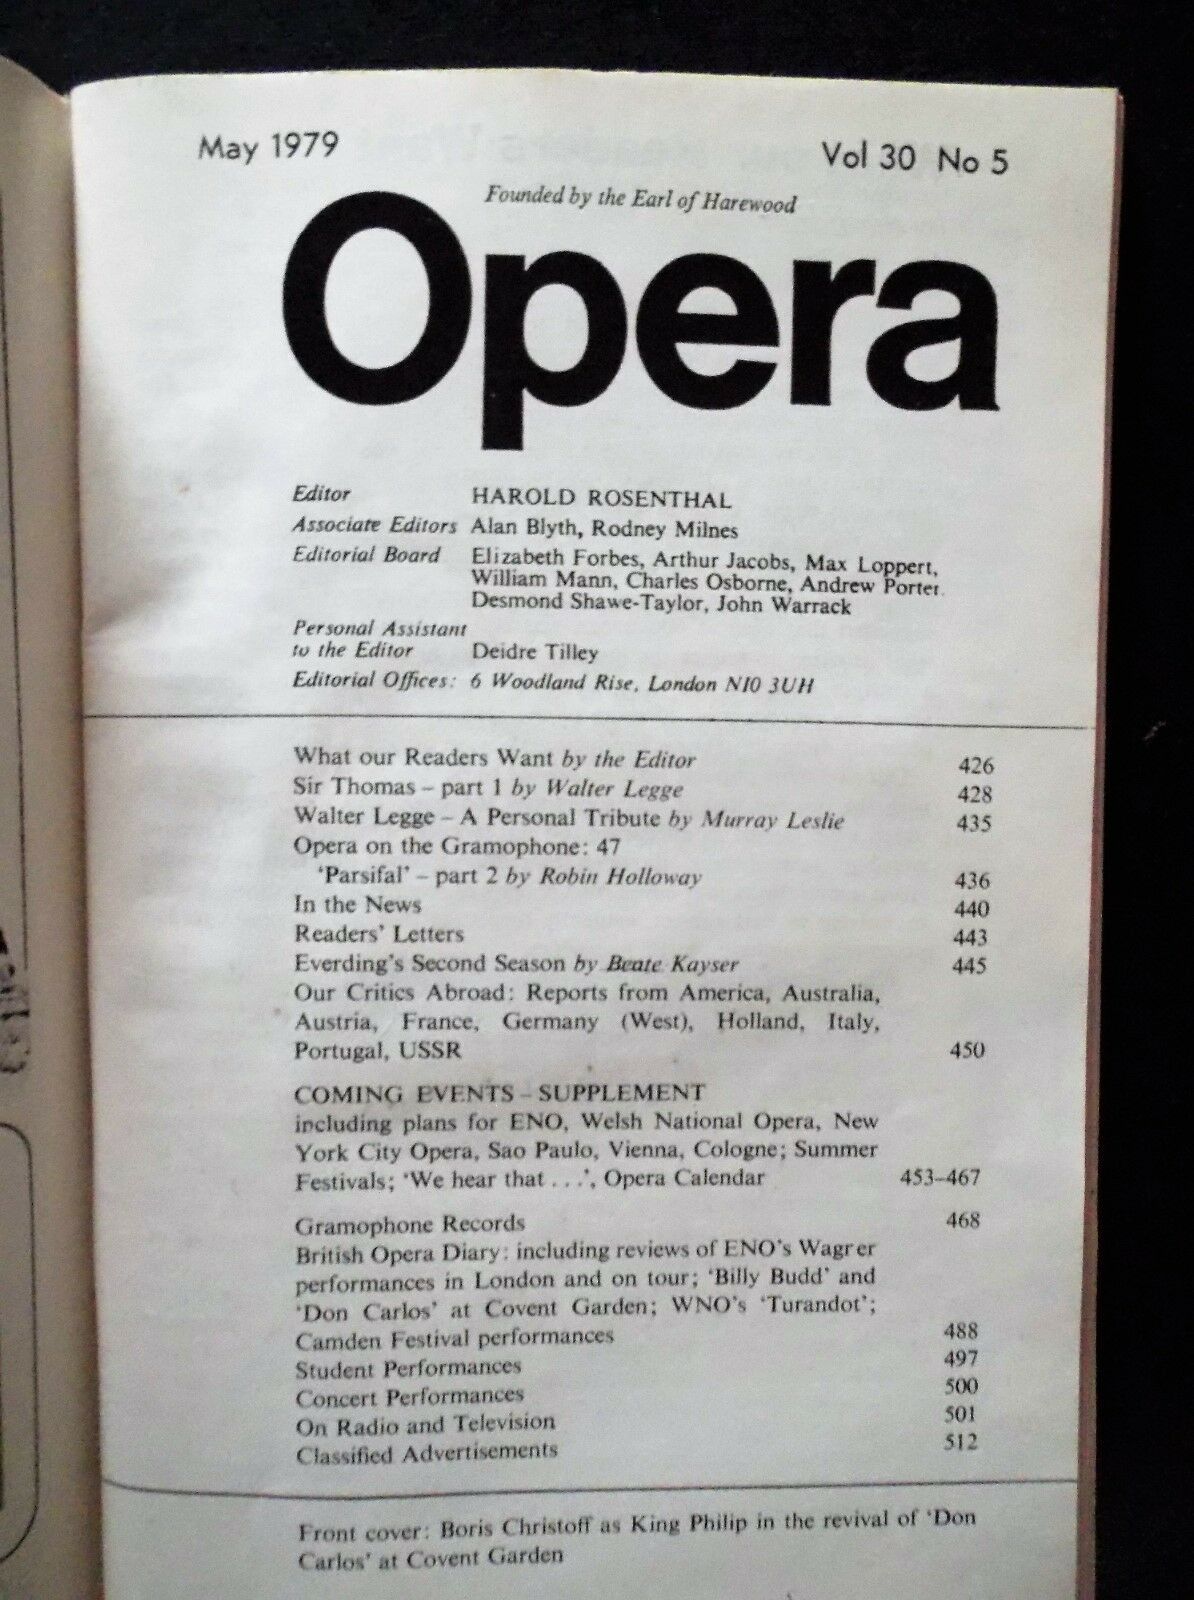 May 1979 Vol 30 No 5
Founded by the Earl of Harewood
Opera
Editor HAROLD ROSENTHAL
Associate Editors Alan Blyth, Rodney Milnes
Editorial Board Elizabeth Forbes, Arthur Jacobs, Max Loppert,
William Mann, Charles Osborne, Andrew Porter
Desmond Shawe-Taylor, John Warrack
Personal Assistant
to the Editor Deidre Tilley
Editorial Offices: 6 Woodland Rise, London N10 3UH
What our Readers Want by the Editor 426
Sir Thomas – part 1 by Walter Legge 428
Walter Legge – A Personal Tribute by Murray Leslie 435
Opera on the Gramophone: 47
'Parsifal' – part 2 by Robin Holloway 436
In the News 440
Readers' Letters 443
Everding's Second Season by Beate Kayser 445
Our Critics Abroad: Reports from America, Australia,
Austria, France, Germany (West), Holland, Italy,
Portugal, USSR 450
COMING EVENTS – SUPPLEMENT
including plans for ENO, Welsh National Opera, New
York City Opera, Sao Paulo, Vienna, Cologne; Summer
Festivals; 'We hear that . . .', Opera Calendar 453–467
Gramophone Records 468
British Opera Diary: including reviews of ENO's Wagner
performances in London and on tour; 'Billy Budd' and
'Don Carlos' at Covent Garden; WNO's 'Turandot';
Camden Festival performances 488
Student Performances 497
Concert Performances 500
On Radio and Television 501
Classified Advertisements 512
Front cover: Boris Christoff as King Philip in the revival of 'Don
Carlos' at Covent Garden